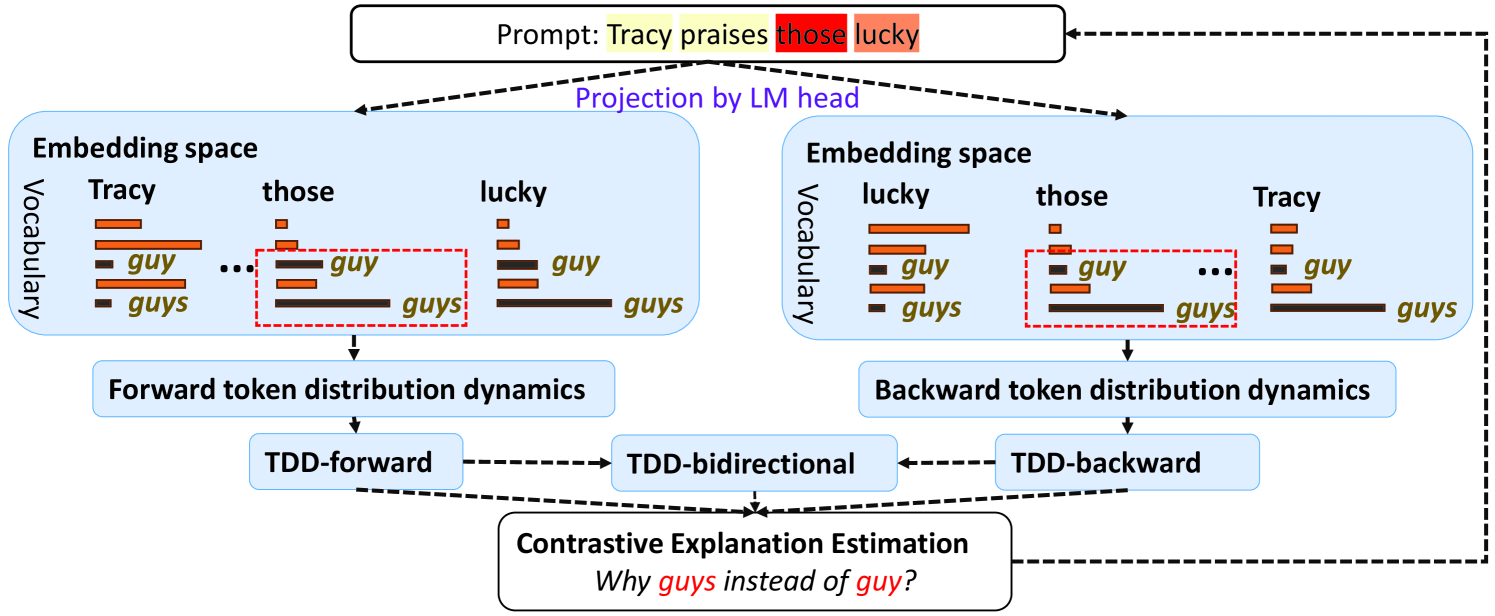 Prompt: Tracy praises those lucky
Projection by LM head
Embedding space
Vocabulary
Tracy those lucky
guy ... guy guy
guys guys guys
Embedding space
Vocabulary
lucky those Tracy
guy guy ... guy
guys guys guys
Forward token distribution dynamics
Backward token distribution dynamics
TDD-forward
TDD-bidirectional
TDD-backward
Contrastive Explanation Estimation
Why guys instead of guy?